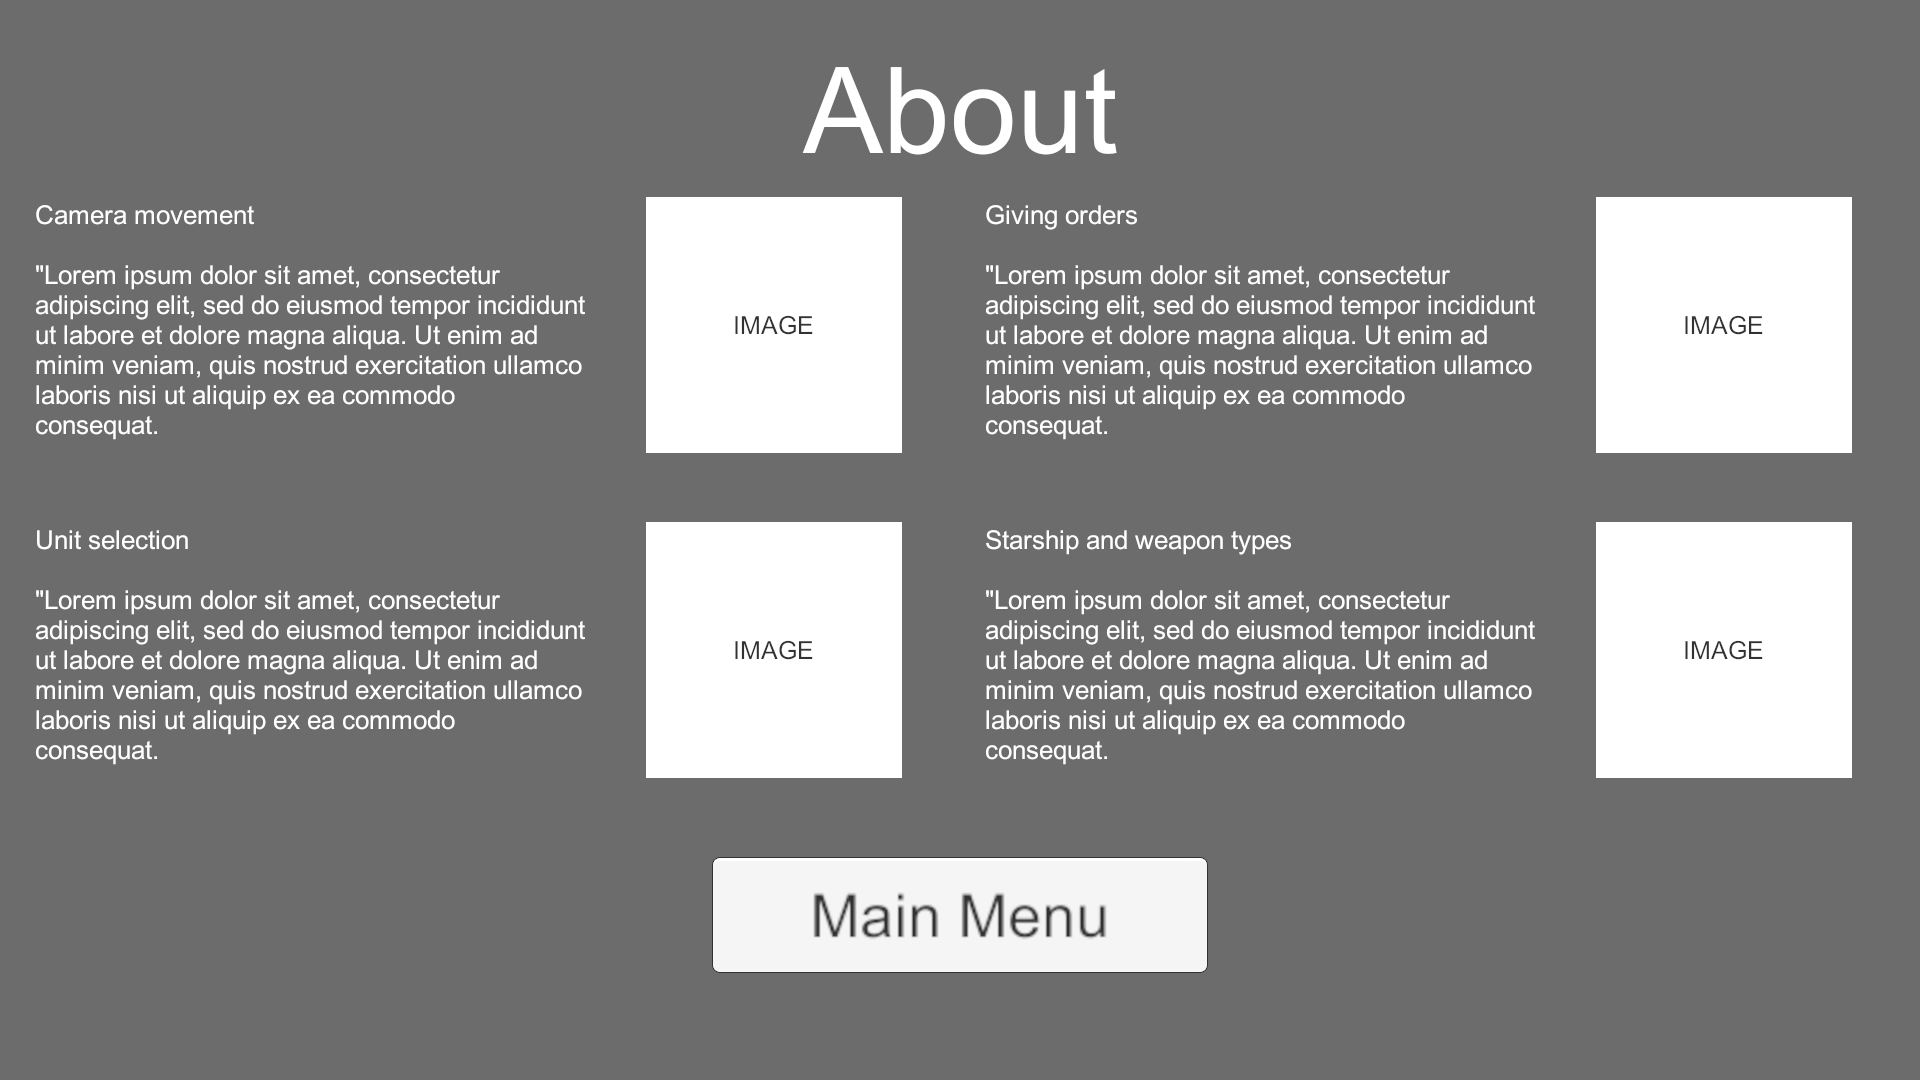 About
Camera movement
"Lorem ipsum dolor sit amet, consectetur
adipiscing elit, sed do eiusmod tempor incididunt
ut labore et dolore magna aliqua. Ut enim ad
minim veniam, quis nostrud exercitation ullamco
laboris nisi ut aliquip ex ea commodo
consequat.
IMAGE
Giving orders
"Lorem ipsum dolor sit amet, consectetur
adipiscing elit, sed do eiusmod tempor incididunt
ut labore et dolore magna aliqua. Ut enim ad
minim veniam, quis nostrud exercitation ullamco
laboris nisi ut aliquip ex ea commodo
consequat.
IMAGE
Unit selection
"Lorem ipsum dolor sit amet, consectetur
adipiscing elit, sed do eiusmod tempor incididunt
ut labore et dolore magna aliqua. Ut enim ad
minim veniam, quis nostrud exercitation ullamco
laboris nisi ut aliquip ex ea commodo
consequat.
IMAGE
Starship and weapon types
"Lorem ipsum dolor sit amet, consectetur
adipiscing elit, sed do eiusmod tempor incididunt
ut labore et dolore magna aliqua. Ut enim ad
minim veniam, quis nostrud exercitation ullamco
laboris nisi ut aliquip ex ea commodo
consequat.
IMAGE
Main Menu